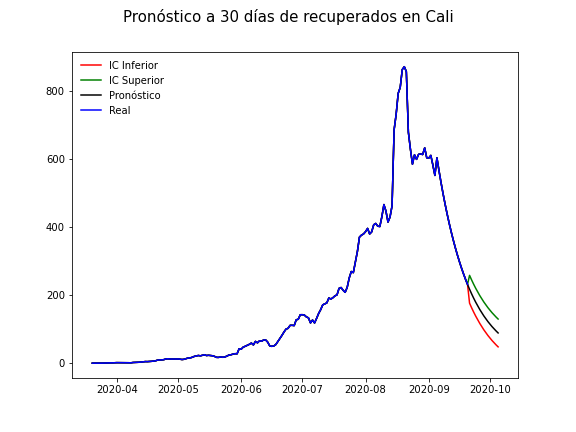 Pronóstico a 30 días de recuperados en Cali
IC Inferior
IC Superior
Pronóstico
Real
800
600
400
200
0
2020-04 2020-05 2020-06 2020-07 2020-08 2020-09 2020-10